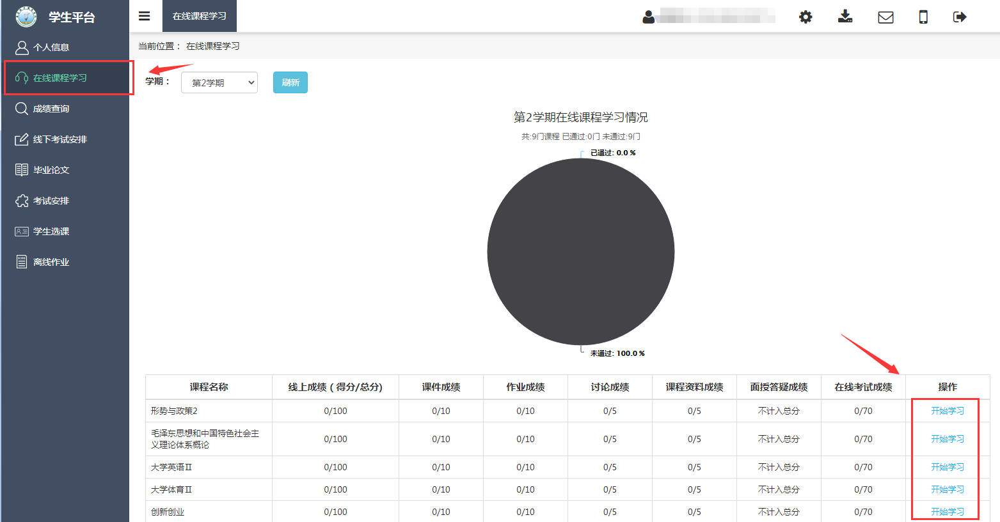 学生平台
在线课程学习
个人信息
在线课程学习
成绩查询
线下考试安排
毕业论文
考试安排
学生选课
离线作业
当前位置： 在线课程学习
学期： 第2学期 刷新
第2学期在线课程学习情况
共:9门课程 已通过:0门 未通过:9门
已通过: 0.0 %
未通过: 100.0 %
课程名称 线上成绩（得分/总分) 课件成绩 作业成绩 讨论成绩 课程资料成绩 面授答疑成绩 在线考试成绩 操作
形势与政策2 0/100 0/10 0/10 0/5 0/5 不计入总分 0/70 开始学习
毛泽东思想和中国特色社会主
义理论体系概论 0/100 0/10 0/10 0/5 0/5 不计入总分 0/70 开始学习
大学英语Ⅱ 0/100 0/10 0/10 0/5 0/5 不计入总分 0/70 开始学习
大学体育Ⅱ 0/100 0/10 0/10 0/5 0/5 不计入总分 0/70 开始学习
创新创业 0/100 0/10 0/10 0/5 0/5 不计入总分 0/70 开始学习